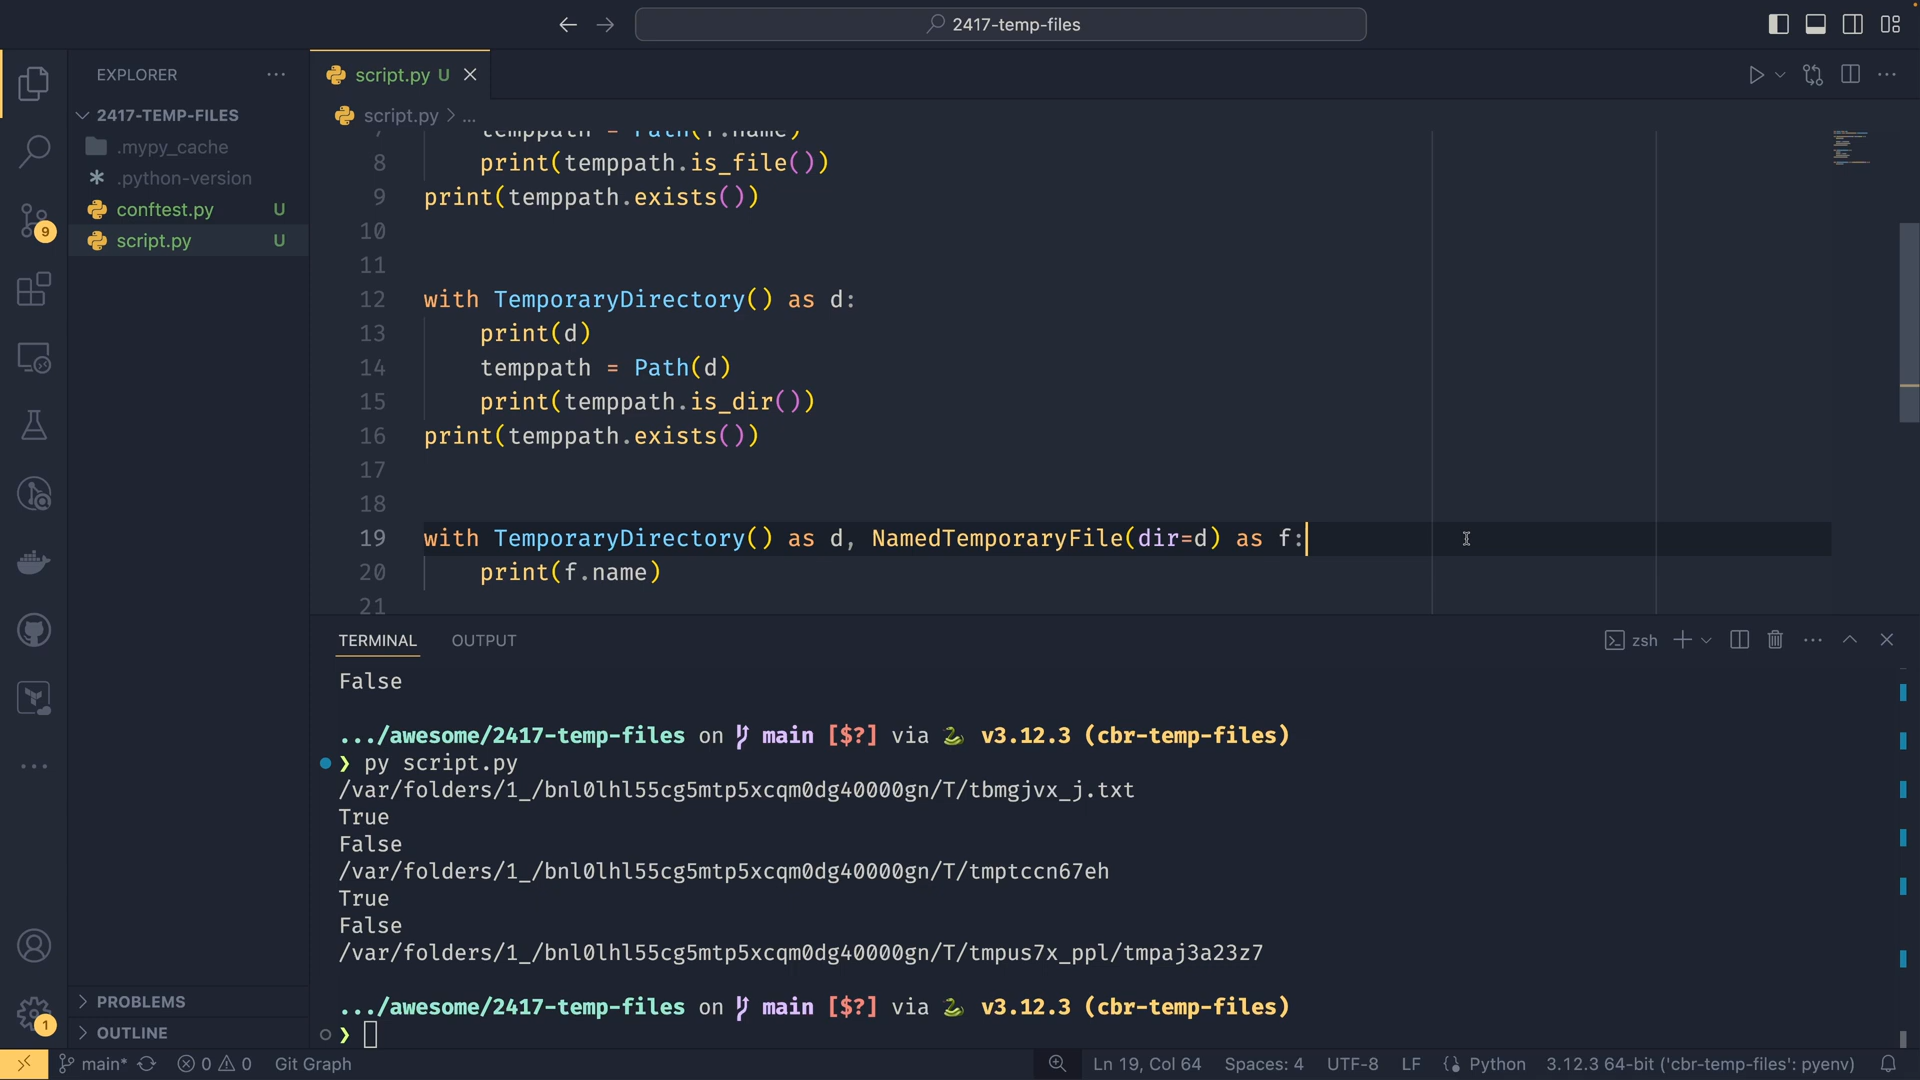 2417-temp-files
EXPLORER
2417-TEMP-FILES
.mypy_cache
.python-version
conftest.py U
script.py U
PROBLEMS
OUTLINE
9
1
script.py U
script.py > ...
7 temppath = Path(f.name)
8 print(temppath.is_file())
9 print(temppath.exists())
10
11
12 with TemporaryDirectory() as d:
13 print(d)
14 temppath = Path(d)
15 print(temppath.is_dir())
16 print(temppath.exists())
17
18
19 with TemporaryDirectory() as d, NamedTemporaryFile(dir=d) as f:
20 print(f.name)
21
TERMINAL OUTPUT
zsh
False
.../awesome/2417-temp-files on main [$?] via 🐍 v3.12.3 (cbr-temp-files)
❯ py script.py
/var/folders/1_/bnl0lhl55cg5mtp5xcqm0dg40000gn/T/tbmgjvx_j.txt
True
False
/var/folders/1_/bnl0lhl55cg5mtp5xcqm0dg40000gn/T/tmptccn67eh
True
False
/var/folders/1_/bnl0lhl55cg5mtp5xcqm0dg40000gn/T/tmpus7x_ppl/tmpaj3a23z7
.../awesome/2417-temp-files on main [$?] via 🐍 v3.12.3 (cbr-temp-files)
❯
main* 0 0 Git Graph Ln 19, Col 64 Spaces: 4 UTF-8 LF Python 3.12.3 64-bit ('cbr-temp-files': pyenv)